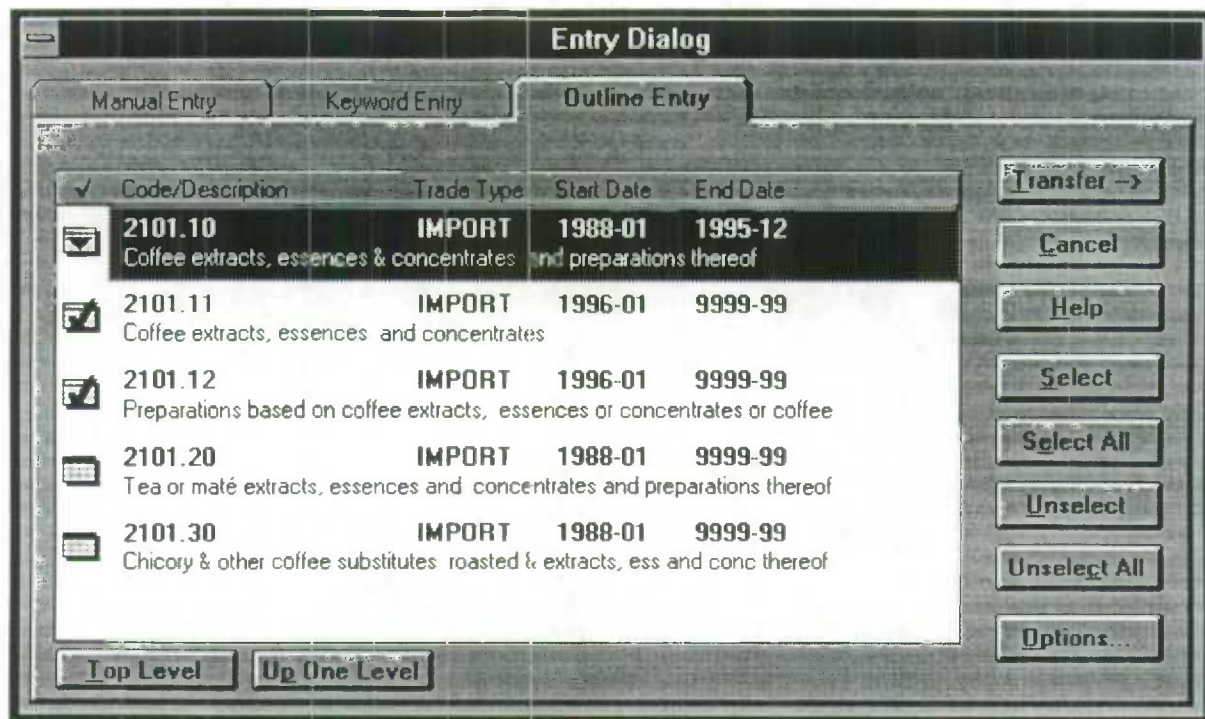 Entry Dialog
Manual Entry Keyword Entry Outline Entry
✓ Code/Description Trade Type Start Date End Date
2101.10 IMPORT 1988-01 1995-12
Coffee extracts, essences & concentrates and preparations thereof
2101.11 IMPORT 1996-01 9999-99
Coffee extracts, essences and concentrates
2101.12 IMPORT 1996-01 9999-99
Preparations based on coffee extracts, essences or concentrates or coffee
2101.20 IMPORT 1988-01 9999-99
Tea or maté extracts, essences and concentrates and preparations thereof
2101.30 IMPORT 1988-01 9999-99
Chicory & other coffee substitutes roasted & extracts, ess and conc thereof
Top Level Up One Level
Transfer -->
Cancel
Help
Select
Select All
Unselect
Unselect All
Options...